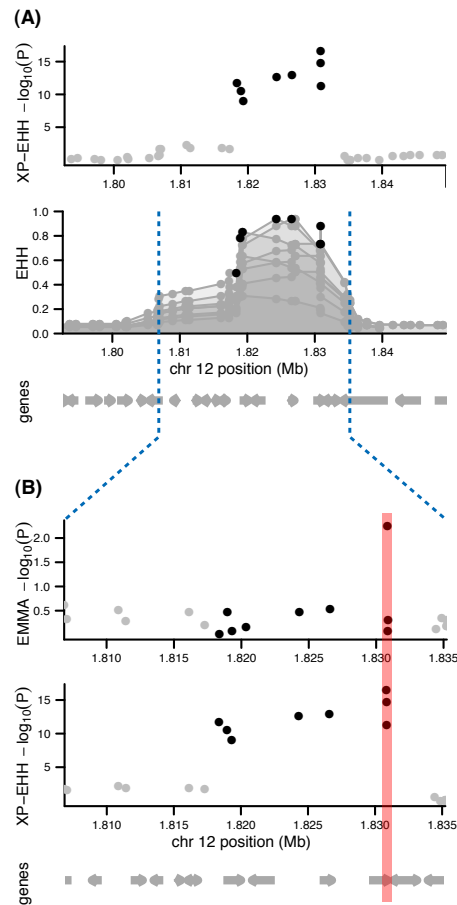 (A)
XP−EHH −log10(P)
15
10
5
1.80 1.81 1.82 1.83 1.84
EHH
1.0
0.8
0.6
0.4
0.2
0.0
1.80 1.81 1.82 1.83 1.84
chr 12 position (Mb)
genes
(B)
EMMA −log10(P)
2.0
1.5
1.0
0.5
1.810 1.815 1.820 1.825 1.830 1.835
XP−EHH −log10(P)
15
10
5
1.810 1.815 1.820 1.825 1.830 1.835
chr 12 position (Mb)
genes